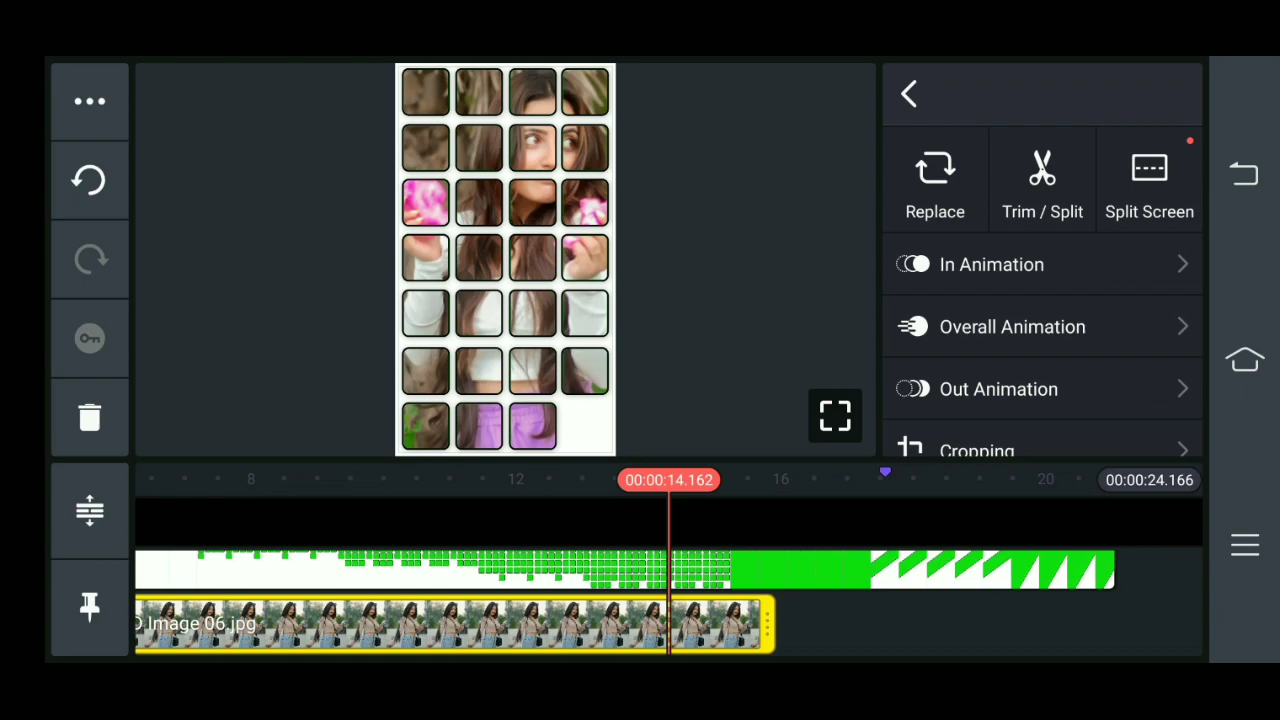 Replace
Trim / Split
Split Screen
In Animation
Overall Animation
Out Animation
Cropping
8
12
00:00:14.162
16
20
00:00:24.166
D Image 06.jpg